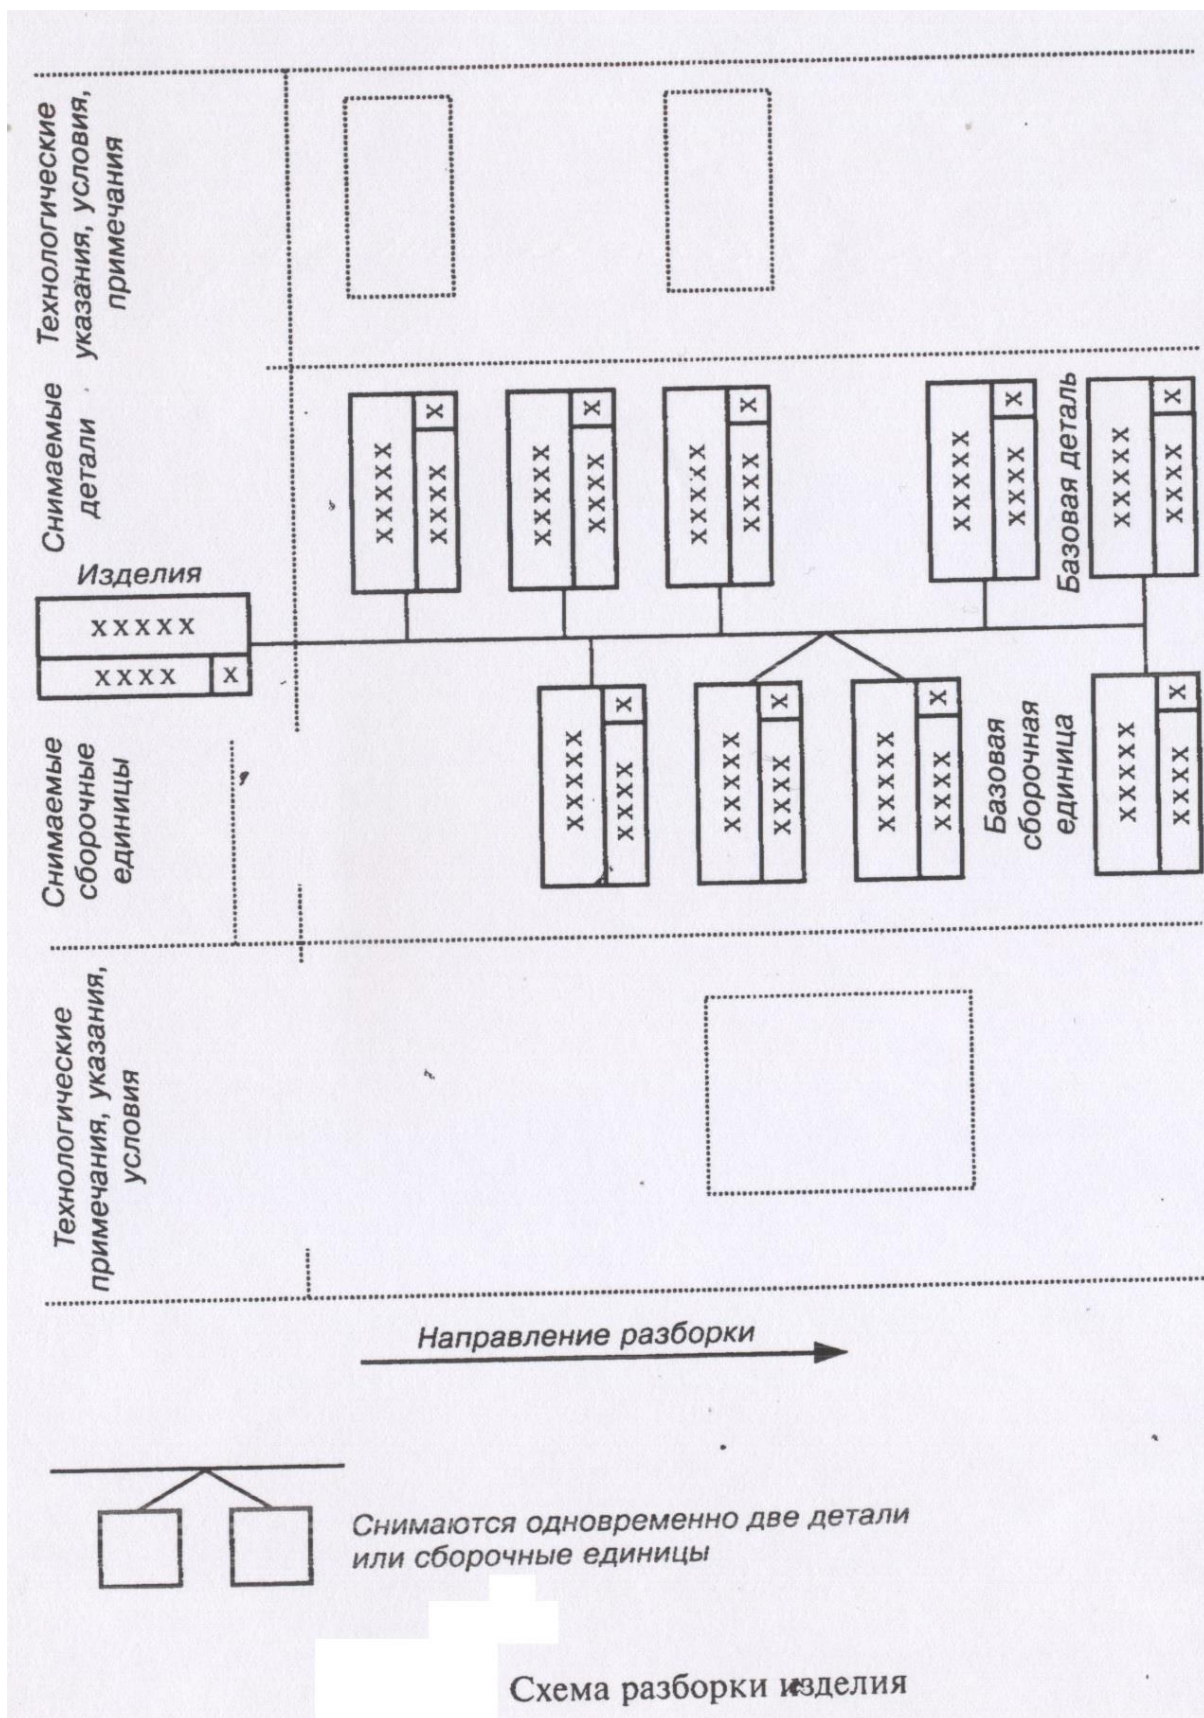 Технологические
указания, условия,
примечания
Снимаемые
детали
Изделия
ххххх
хххх
х
Снимаемые
сборочные
единицы
Технологические
примечания, указания,
условия
ххххх
хххх
х
ххххх
хххх
х
ххххх
хххх
х
ххххх
хххх
х
Базовая деталь
ххххх
хххх
х
ххххх
хххх
х
ххххх
хххх
х
ххххх
хххх
х
Базовая
сборочная
единица
ххххх
хххх
х
Направление разборки
Снимаются одновременно две детали
или сборочные единицы
Схема разборки изделия